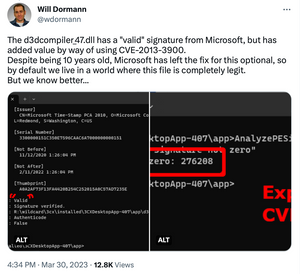 Will Dormann
@wdormann
The d3dcompiler_47.dll has a "valid" signature from Microsoft, but has
added value by way of using CVE-2013-3900.
Despite being 10 years old, Microsoft has left the fix for this optional, so
by default we live in a world where this file is completely legit.
But we know better...
[Issuer]
CN=Microsoft Time-Stamp PCA 2010, O=Microsoft Co
L=Redmond, S=Washington, C=US
[Serial Number]
[Not Before]
11/12/2020 1:26:04 PM
[Not After]
2/11/2022 1:26:04 PM
[Thumbprint]
: Valid
: Signature verified.
: Authenticode
: False
ktopApp-407\app>AnalyzePESi
signature not zero"
zero: 276208
ktopApp-407\app>
Exp
CV
ALT
ALT
4:34 PM · Mar 30, 2023 · 12.8K Views